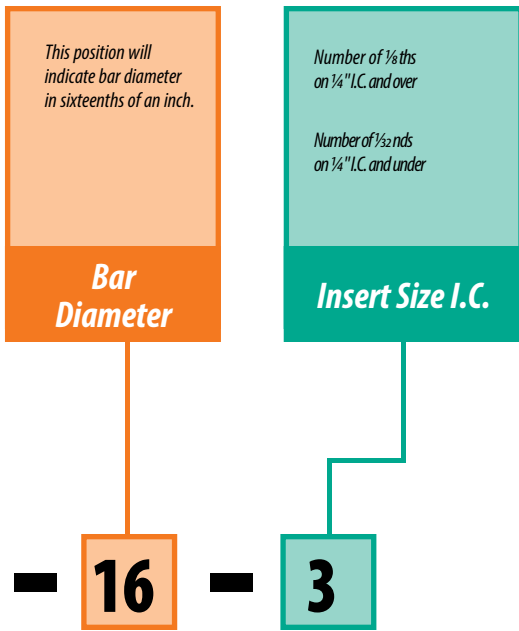 This position will
indicate bar diameter
in sixteenths of an inch.
Bar
Diameter
Number of ⅛ths
on ¼" I.C. and over
Number of 1⁄32 nds
on ¼" I.C. and under
Insert Size I.C.
- 16 - 3